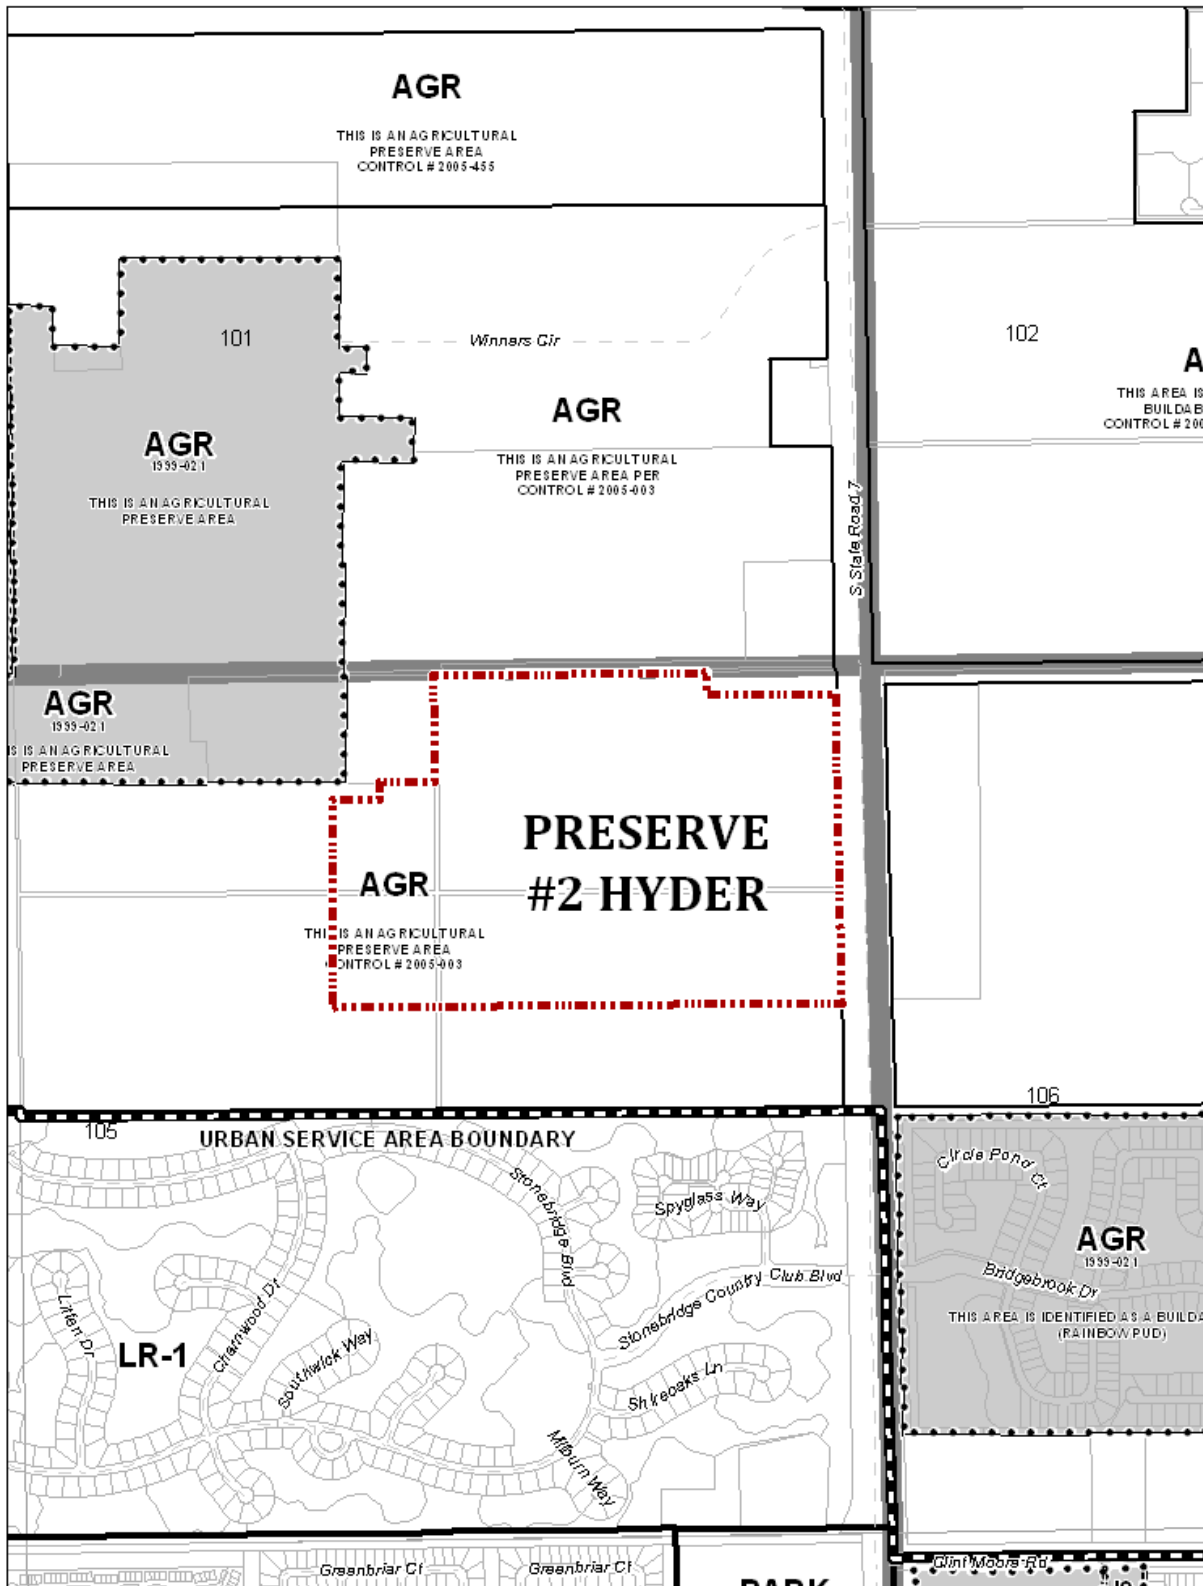 AGR
THIS IS AN AGRICULTURAL
PRESERVE AREA
CONTROL # 2005-455
101
Winners Cir
102
AGR
THIS IS AN AGRICULTURAL
PRESERVE AREA PER
CONTROL # 2005-003
A
THIS AREA IS
BUILDAB
CONTROL # 200
AGR
1999-021
THIS IS AN AGRICULTURAL
PRESERVE AREA
S State Road 7
AGR
1999-021
IS IS AN AGRICULTURAL
PRESERVE AREA
PRESERVE
#2 HYDER
AGR
THIS IS AN AGRICULTURAL
PRESERVE AREA
CONTROL # 2005-003
105
106
URBAN SERVICE AREA BOUNDARY
Stonebridge Blvd
Spyglass Way
Circle Pond Ct
AGR
1999-021
Bridgebrook Dr
THIS AREA IS IDENTIFIED AS A BUILDA
(RAINBOW PUD)
Stonebridge Country Club Blvd
Litten Dr
Charnwood Dr
LR-1
Southwick Way
Shireoaks Ln
Milburn Way
Greenbriar Ct
Greenbriar Ct
PARK
Clint Moore Rd